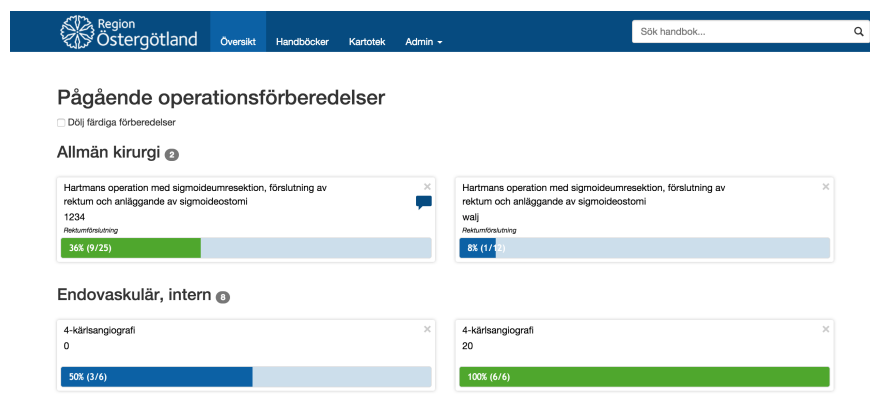 Region
Östergötland
Översikt Handböcker Kartotek Admin
Sök handbok...
Pågående operationsförberedelser
Dölj färdiga förberedelser
Allmän kirurgi 2
Hartmans operation med sigmoideumresektion, förslutning av
rektum och anläggande av sigmoideostomi
1234
Rektumförslutning
36% (9/25)
Hartmans operation med sigmoideumresektion, förslutning av
rektum och anläggande av sigmoideostomi
walj
Rektumförslutning
8% (1/12)
Endovaskulär, intern 8
4-kärlsangiografi
0
50% (3/6)
4-kärlsangiografi
20
100% (6/6)